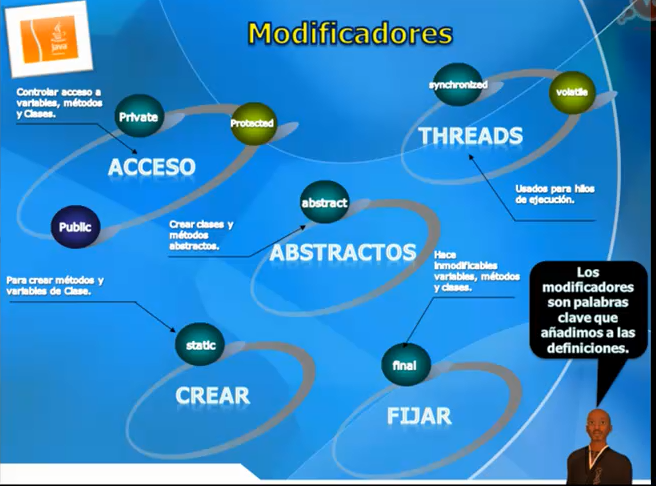 Modificadores
Java
Controlar acceso a
variables, métodos
y Clases.
Private
Protected
ACCESO
Public
synchronized
volatile
THREADS
Usados para hilos
de ejecución.
abstract
Crear clases y
métodos
abstractos.
ABSTRACTOS
Para crear métodos y
variables de Clase.
static
CREAR
Hace
inmodificables
variables, métodos
y clases.
final
FIJAR
Los
modificadores
son palabras
clave que
añadimos a las
definiciones.